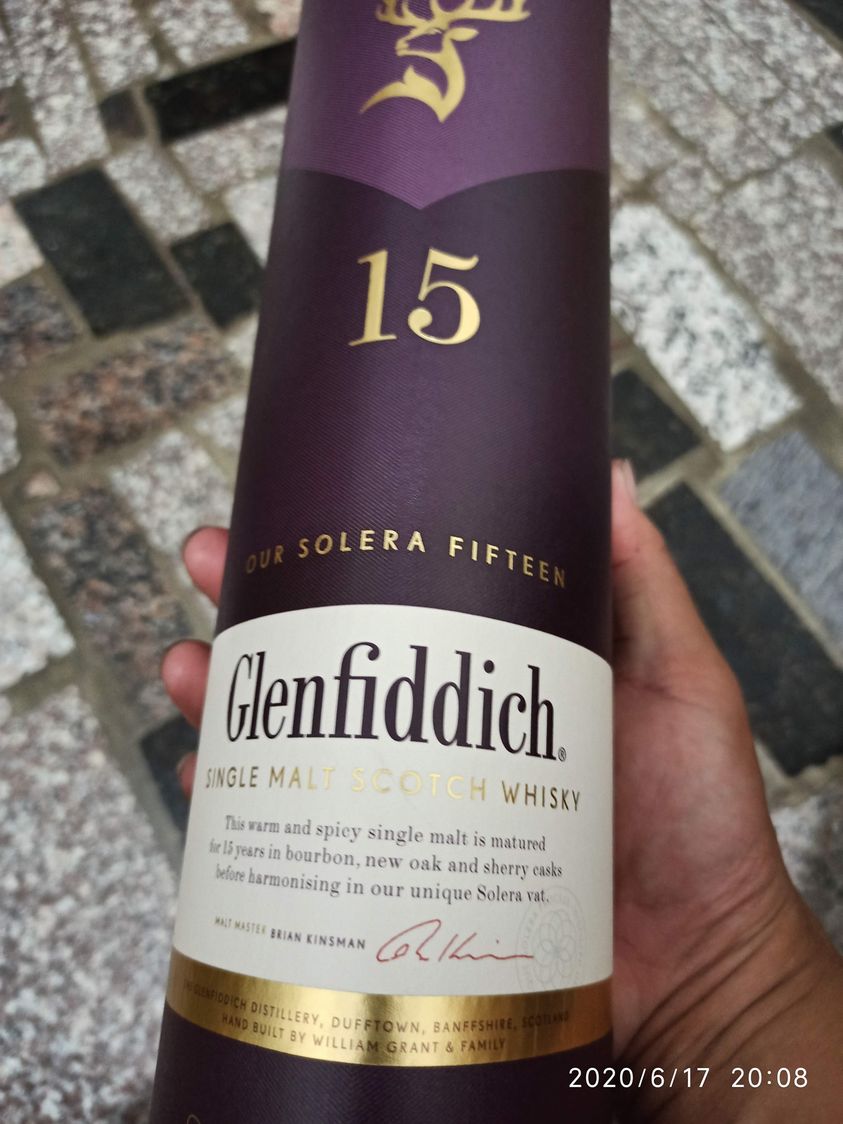 15
OUR SOLERA FIFTEEN
Glenfiddich®
SINGLE MALT SCOTCH WHISKY
This warm and spicy single malt is matured
for 15 years in bourbon, new oak and sherry casks
before harmonising in our unique Solera vat.
MALT MASTER BRIAN KINSMAN
THE GLENFIDDICH DISTILLERY, DUFFTOWN, BANFFSHIRE, SCOTLAND
HAND BUILT BY WILLIAM GRANT & FAMILY
2020/6/17 20:08